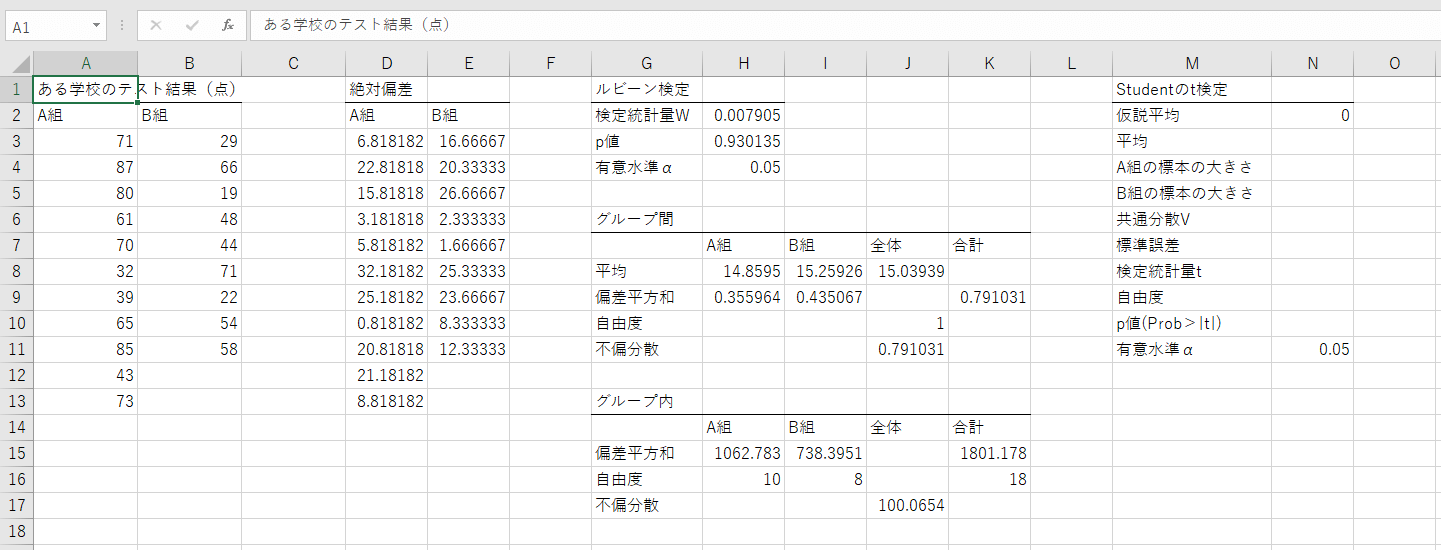 A1 fx ある学校のテスト結果（点）
A B C D E F G H I J K L M N O
1 ある学校のテスト結果（点） 絶対偏差 ルビーン検定 Studentのt検定
2 A組 B組 A組 B組 検定統計量W 0.007905 仮説平均 0
3 71 29 6.818182 16.66667 p値 0.930135 平均
4 87 66 22.81818 20.33333 有意水準α 0.05 A組の標本の大きさ
5 80 19 15.81818 26.66667 B組の標本の大きさ
6 61 48 3.181818 2.333333 グループ間 共通分散V
7 70 44 5.818182 1.666667 A組 B組 全体 合計 標準誤差
8 32 71 32.18182 25.33333 平均 14.8595 15.25926 15.03939 検定統計量t
9 39 22 25.18182 23.66667 偏差平方和 0.355964 0.435067 0.791031 自由度
10 65 54 0.818182 8.333333 自由度 1 p値(Prob＞|t|)
11 85 58 20.81818 12.33333 不偏分散 0.791031 有意水準α 0.05
12 43 21.18182
13 73 8.818182 グループ内
14 A組 B組 全体 合計
15 偏差平方和 1062.783 738.3951 1801.178
16 自由度 10 8 18
17 不偏分散 100.0654
18